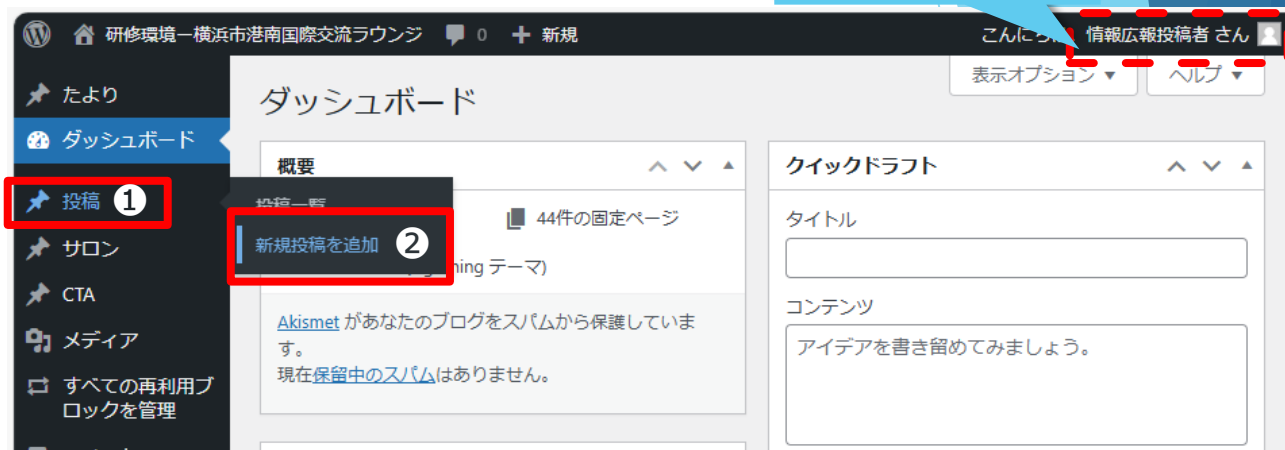 研修環境ー横浜市港南国際交流ラウンジ 0 新規
こんにち 情報広報投稿者 さん
表示オプション ▼ ヘルプ ▼
たより
ダッシュボード
投稿 1
サロン
CTA
メディア
すべての再利用ブ
ロックを管理
ダッシュボード
概要
投稿一覧
新規投稿を追加 2
44件の固定ページ
テーマ)
Akismet があなたのブログをスパムから保護していま
す。
現在保留中のスパムはありません。
クイックドラフト
タイトル
コンテンツ
アイデアを書き留めてみましょう。